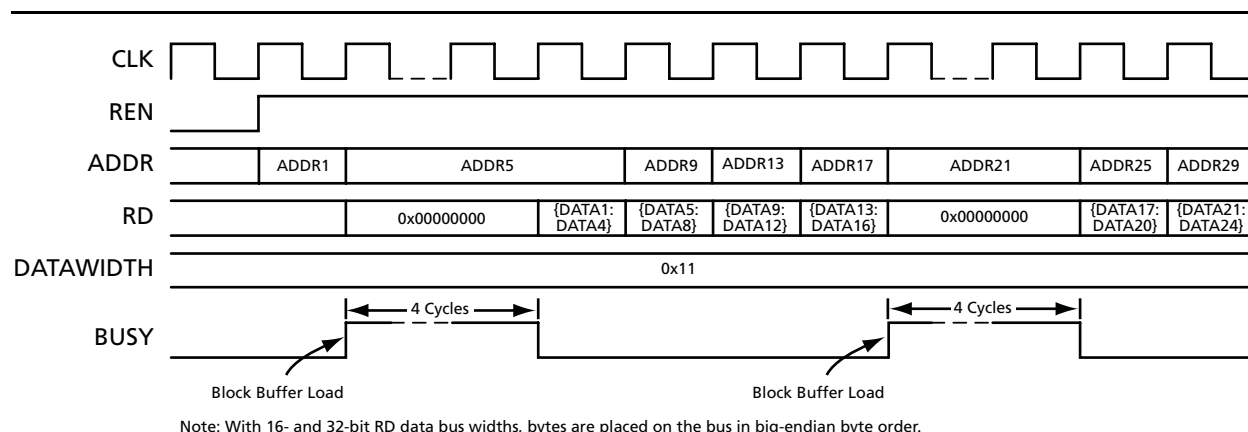 CLK
REN
ADDR
ADDR1
ADDR5
ADDR9
ADDR13
ADDR17
ADDR21
ADDR25
ADDR29
RD
0x00000000
{DATA1:
DATA4}
{DATA5:
DATA8}
{DATA9:
DATA12}
{DATA13:
DATA16}
0x00000000
{DATA17:
DATA20}
{DATA21:
DATA24}
DATAWIDTH
0x11
4 Cycles
4 Cycles
BUSY
Block Buffer Load
Block Buffer Load
Note: With 16- and 32-bit RD data bus widths, bytes are placed on the bus in big-endian byte order.